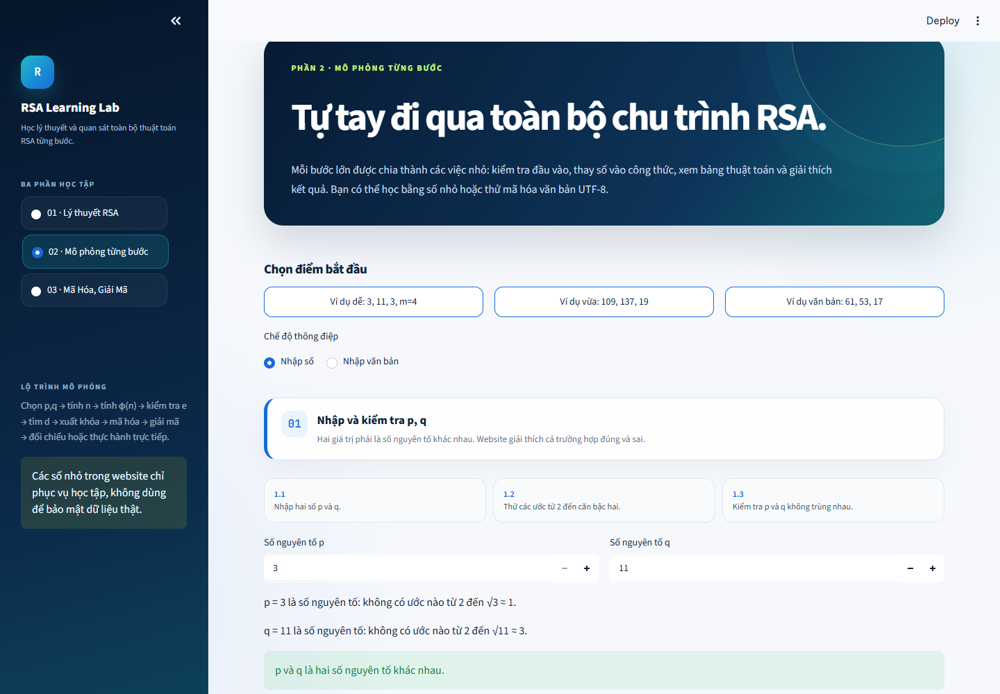 Deploy
R
RSA Learning Lab
Học lý thuyết và quan sát toàn bộ thuật toán
RSA từng bước.
BA PHẦN HỌC TẬP
01 · Lý thuyết RSA
02 · Mô phỏng từng bước
03 · Mã Hóa, Giải Mã
LỘ TRÌNH MÔ PHỎNG
Chọn p,q → tính n → tính φ(n) → kiểm tra e
→ tìm d → xuất khóa → mã hóa → giải mã
→ đối chiếu hoặc thực hành trực tiếp.
Các số nhỏ trong website chỉ
phục vụ học tập, không dùng
để bảo mật dữ liệu thật.
PHẦN 2 · MÔ PHỎNG TỪNG BƯỚC
Tự tay đi qua toàn bộ chu trình RSA.
Mỗi bước lớn được chia thành các việc nhỏ: kiểm tra đầu vào, thay số vào công thức, xem bảng thuật toán và giải thích
kết quả. Bạn có thể học bằng số nhỏ hoặc thử mã hóa văn bản UTF-8.
Chọn điểm bắt đầu
Ví dụ dễ: 3, 11, 3, m=4
Ví dụ vừa: 109, 137, 19
Ví dụ văn bản: 61, 53, 17
Chế độ thông điệp
Nhập số
Nhập văn bản
01
Nhập và kiểm tra p, q
Hai giá trị phải là số nguyên tố khác nhau. Website giải thích cả trường hợp đúng và sai.
1.1
Nhập hai số p và q.
1.2
Thử các ước từ 2 đến căn bậc hai.
1.3
Kiểm tra p và q không trùng nhau.
Số nguyên tố p
3
Số nguyên tố q
11
p = 3 là số nguyên tố: không có ước nào từ 2 đến √3 ≈ 1.
q = 11 là số nguyên tố: không có ước nào từ 2 đến √11 ≈ 3.
p và q là hai số nguyên tố khác nhau.